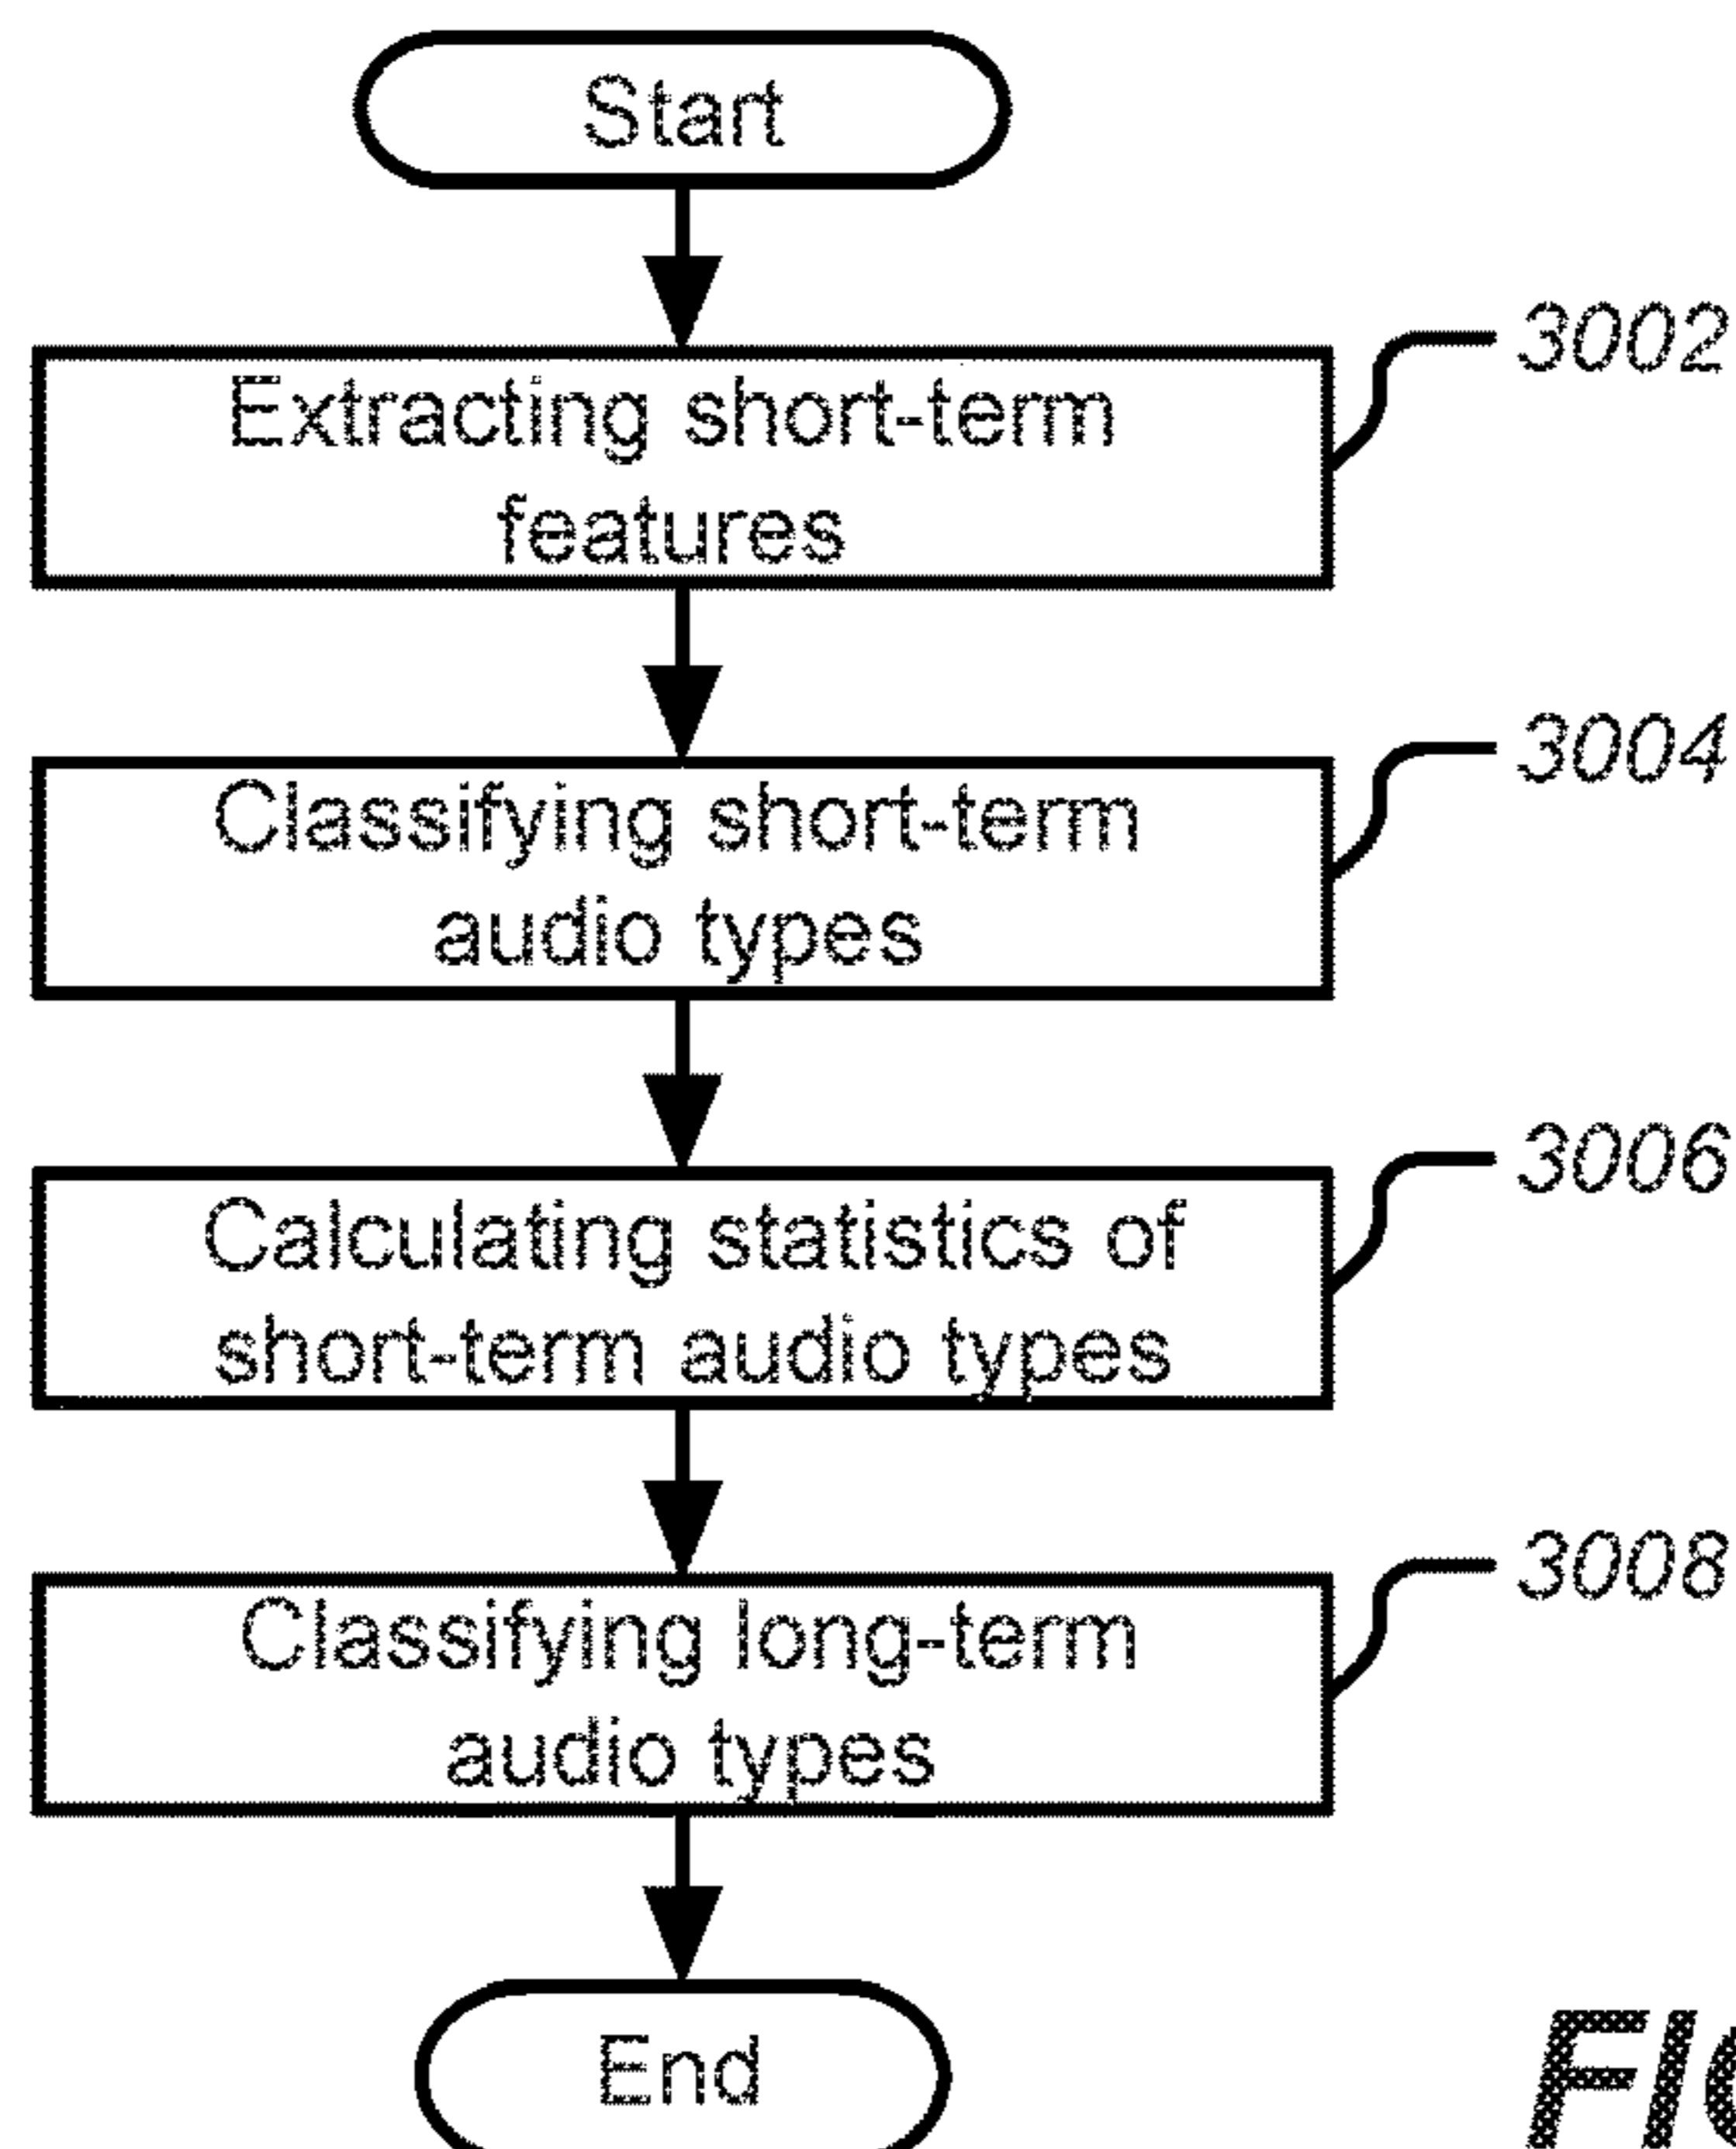 Start
3002
Extracting short-term
features
3004
Classifying short-term
audio types
3006
Calculating statistics of
short-term audio types
3008
Classifying long-term
audio types
End